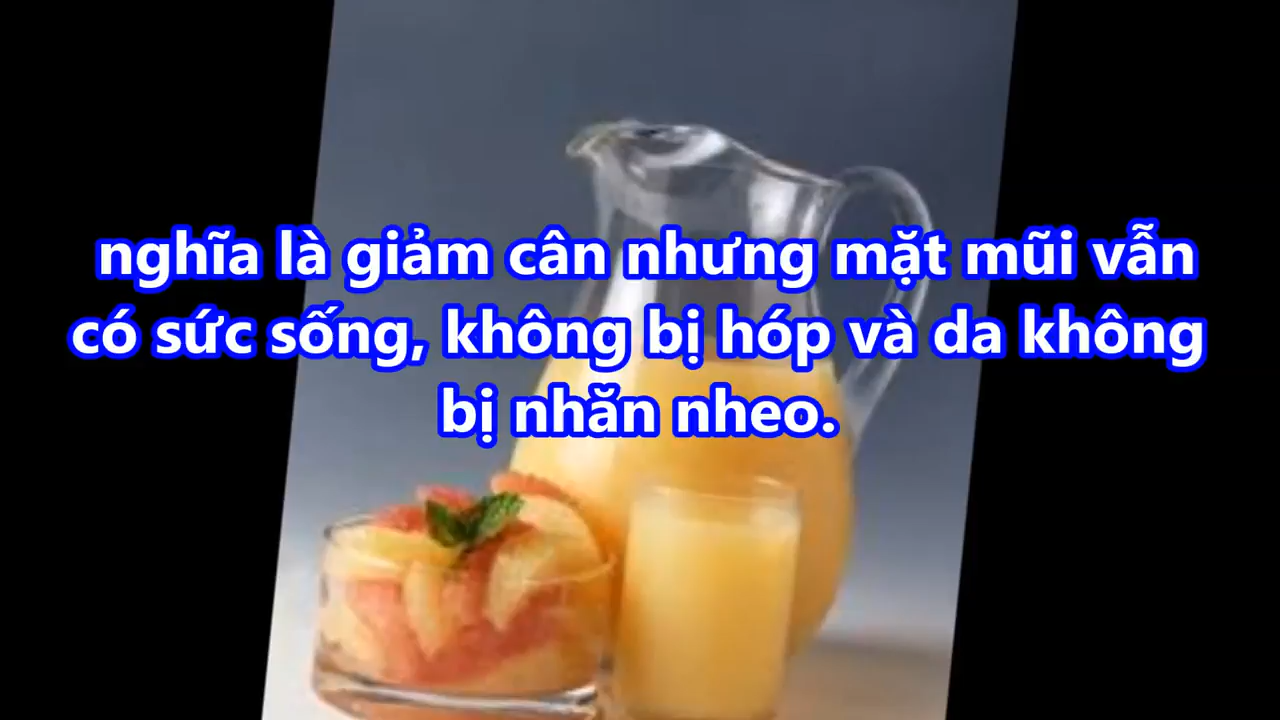 nghĩa là giảm cân nhưng mặt mũi vẫn
có sức sống, không bị hóp và da không
bị nhăn nheo.